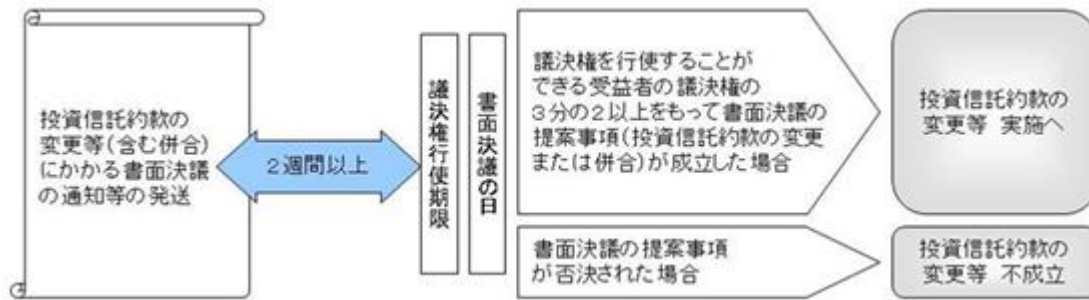 投資信託約款の
変更等(含む併合)
にかかる書面決議
の通知等の発送
2週間以上
議決権行使期限
書面決議の日
議決権を行使することが
できる受益者の議決権の
3分の2以上をもって書面決議の
提案事項(投資信託約款の変更
または併合)が成立した場合
投資信託約款の
変更等 実施へ
書面決議の提案事項
が否決された場合
投資信託約款の
変更等 不成立